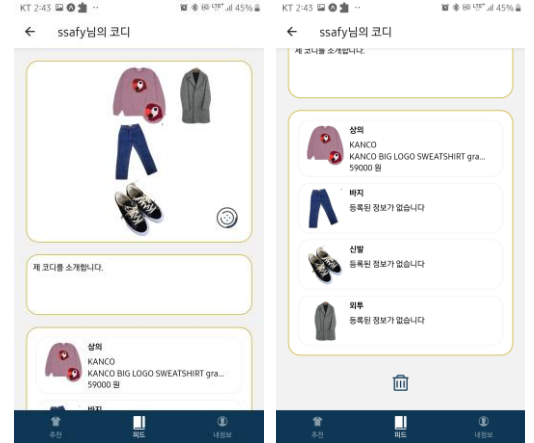 KT 2:43
45%
← ssafy님의 코디
제 코디를 소개합니다.
상의
KANCO
KANCO BIG LOGO SWEATSHIRT gra...
59000 원
추천
피드
내정보
KT 2:43
45%
← ssafy님의 코디
제 코디를 소개합니다.
상의
KANCO
KANCO BIG LOGO SWEATSHIRT gra...
59000 원
바지
등록된 정보가 없습니다
신발
등록된 정보가 없습니다
외투
등록된 정보가 없습니다
추천
피드
내정보